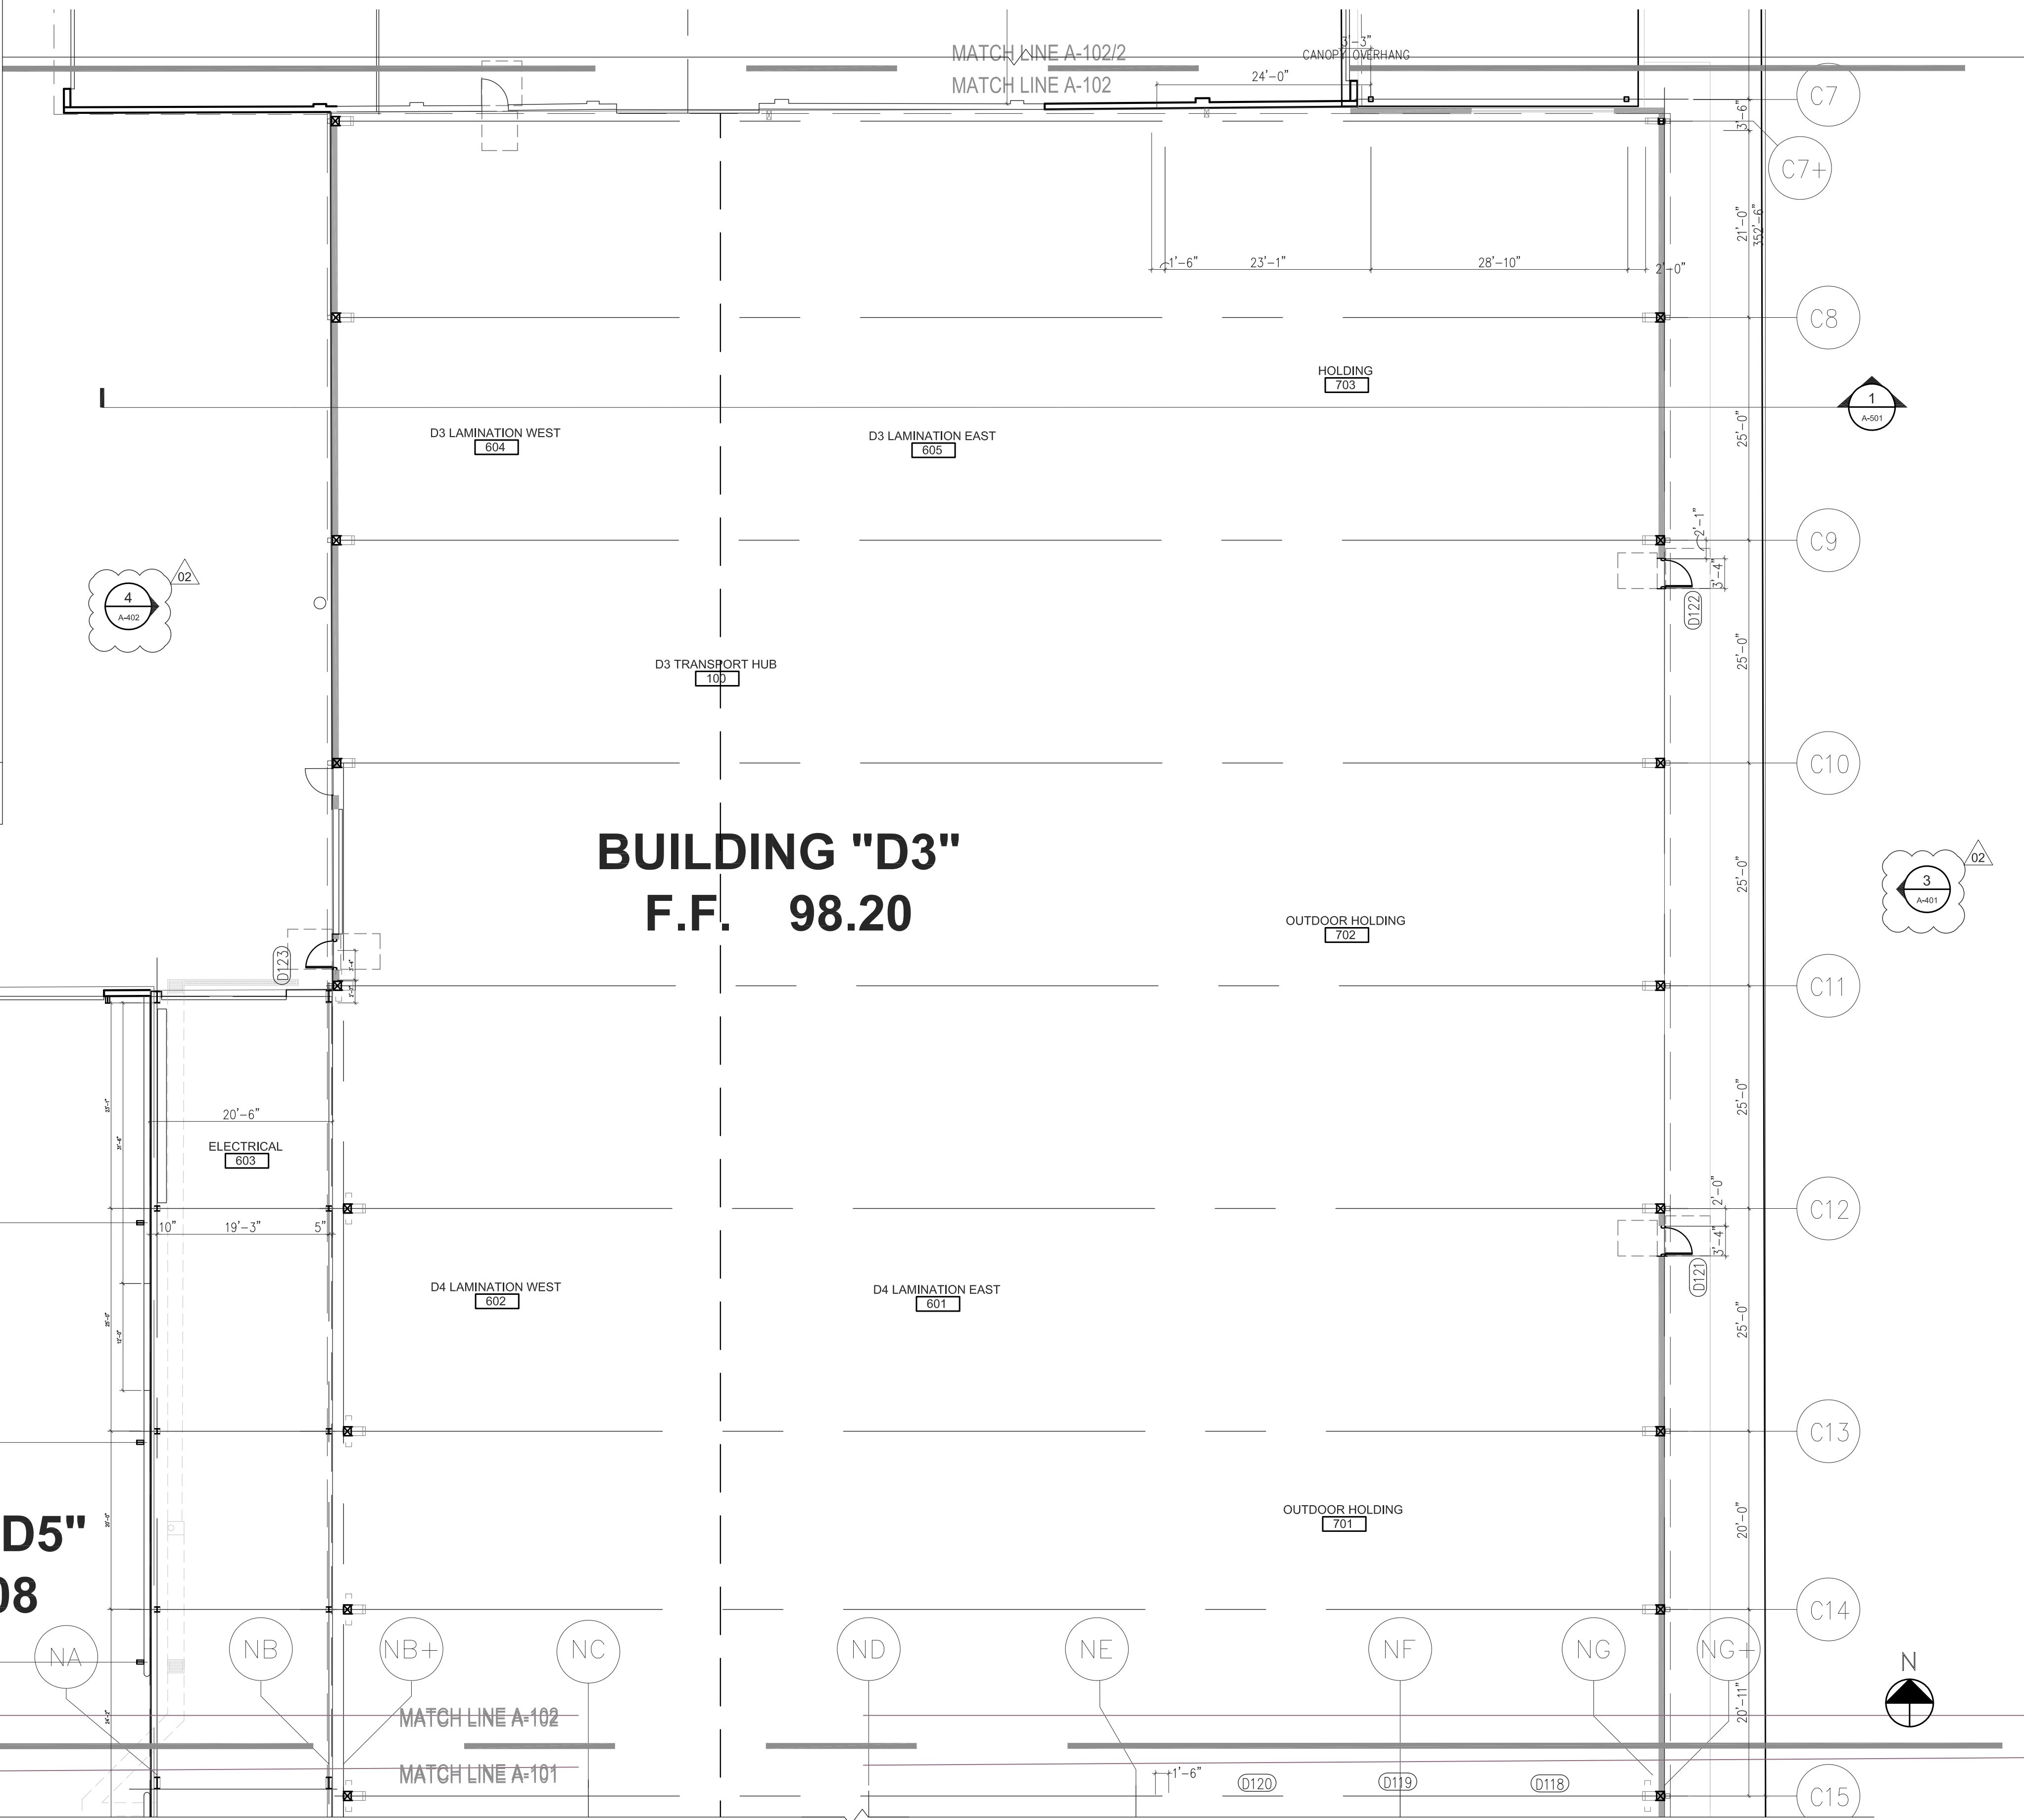 MATCH LINE A-102/2
MATCH LINE A-102
3'-3"
CANOPY OVERHANG
24'-0"
C7
3'-6"
C7+
21'-0"
352'-6"
1'-6"
23'-1"
28'-10"
2'-0"
C8
HOLDING
703
1
A-501
25'-0"
D3 LAMINATION WEST
604
D3 LAMINATION EAST
605
2'-1"
C9
3'-4"
D122
02
4
A-402
25'-0"
D3 TRANSPORT HUB
100
C10
BUILDING "D3"
F.F. 98.20
25'-0"
02
3
A-401
OUTDOOR HOLDING
702
D123
C11
20'-6"
25'-0"
ELECTRICAL
603
2'-0"
C12
10"
19'-3"
5"
3'-4"
D121
D4 LAMINATION WEST
602
D4 LAMINATION EAST
601
25'-0"
25'-0"
12'-0"
C13
OUTDOOR HOLDING
701
20'-0"
20'-0"
D5"
08
C14
NA
NB
NB+
NC
ND
NE
NF
NG
NG+
N
20'-11"
MATCH LINE A-102
MATCH LINE A-101
1'-6"
D120
D119
D118
C15